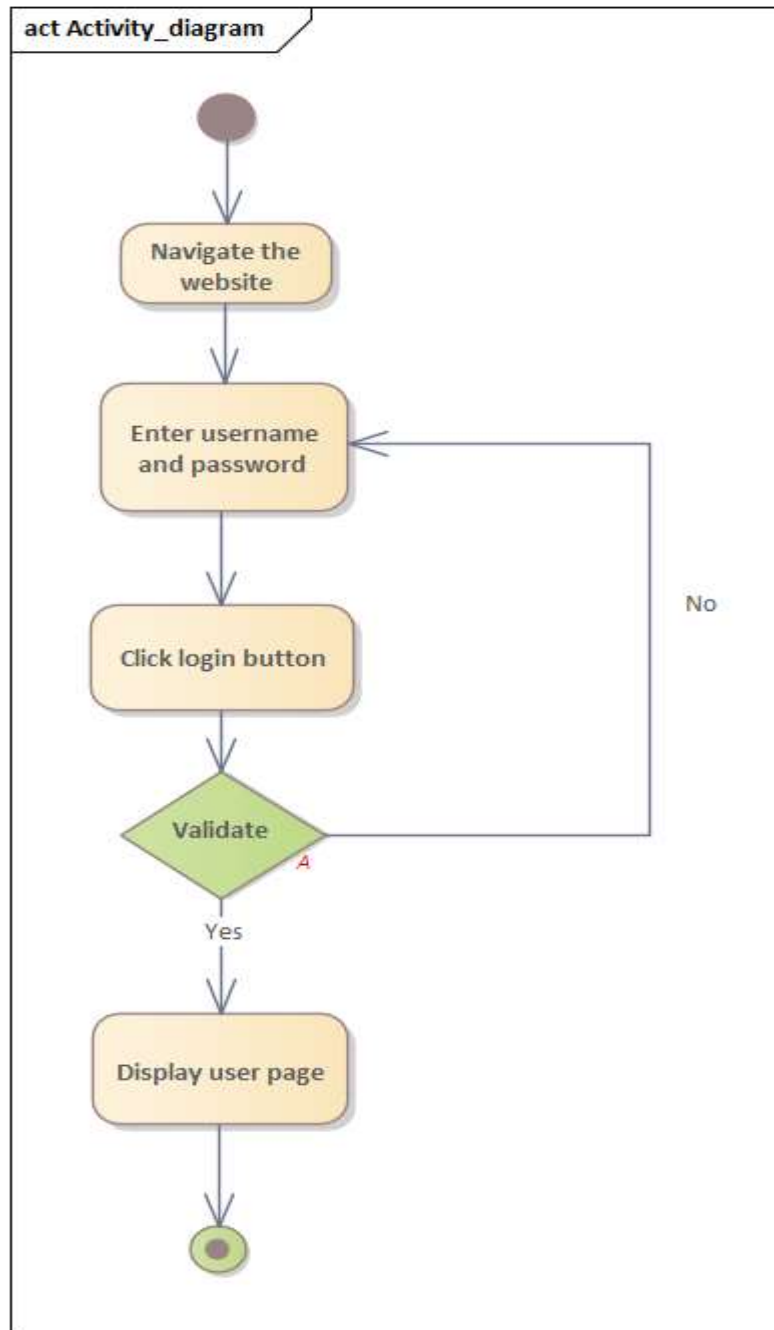 act Activity_diagram
Navigate the
website
Enter username
and password
No
Click login button
Validate
A
Yes
Display user page